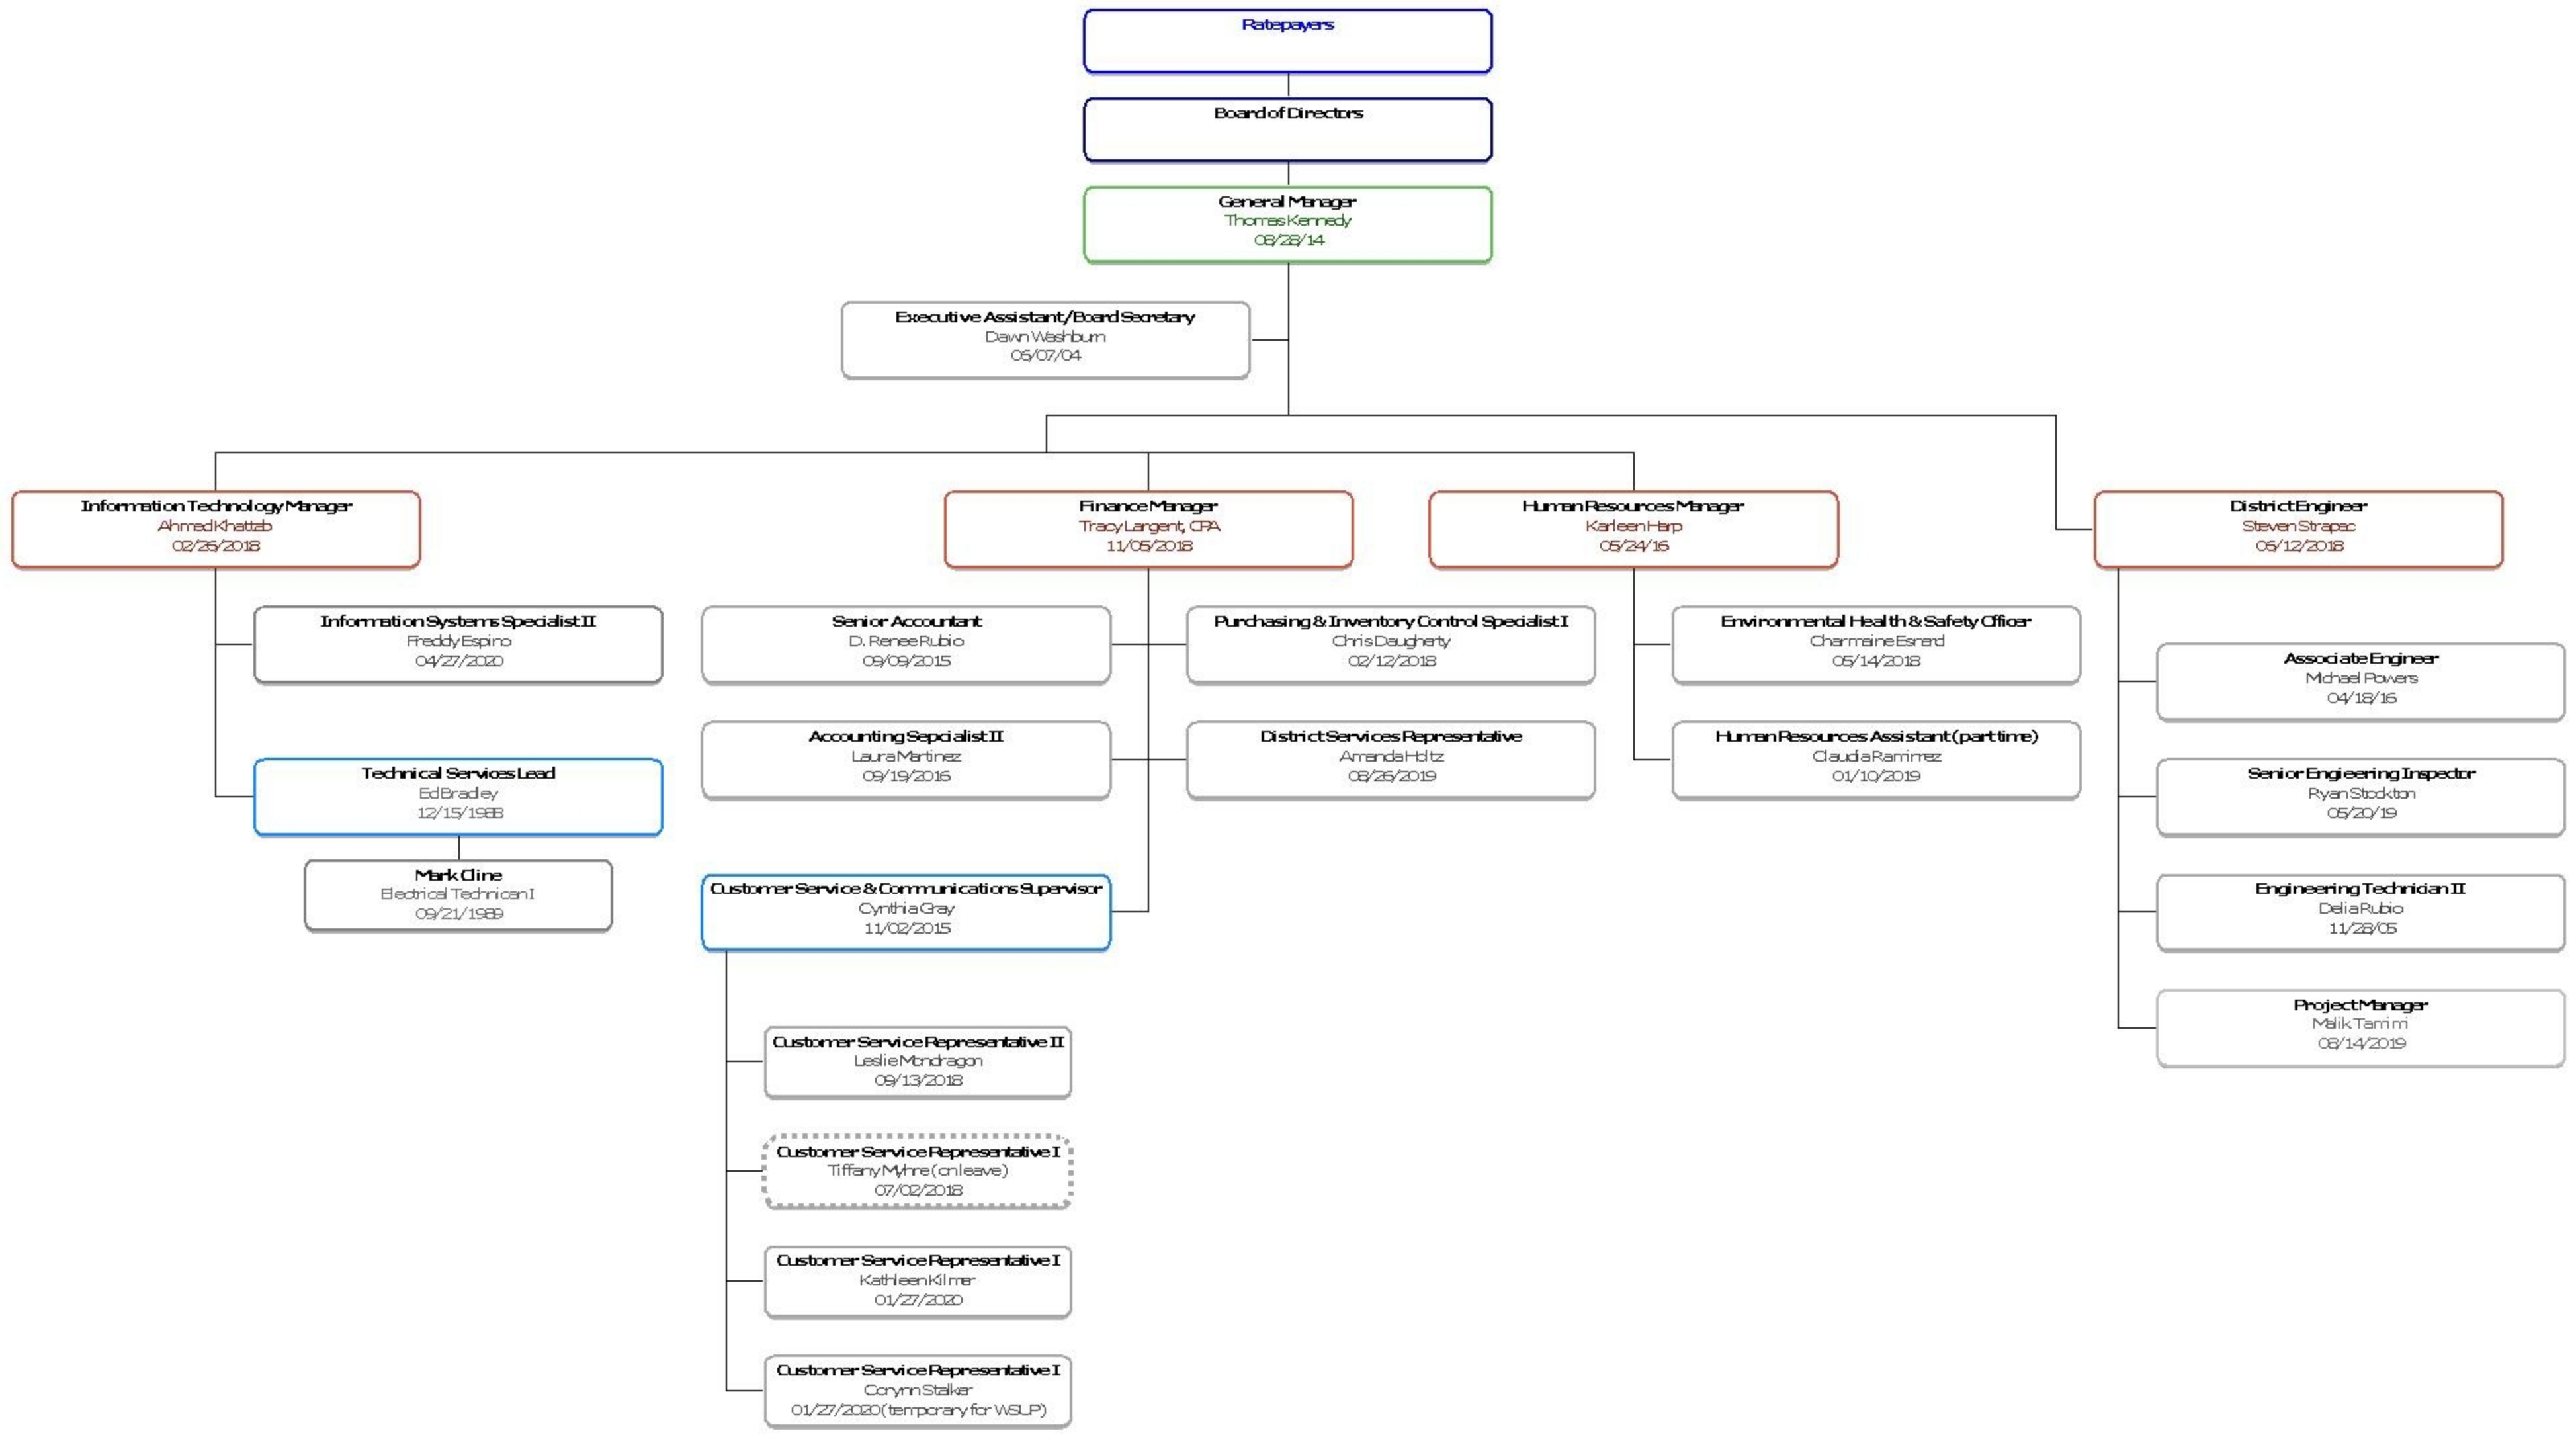 Ratepayers
Board of Directors
General Manager
Thomas Kennedy
08/28/14
Executive Assistant/Board Secretary
Dawn Washburn
06/07/04
Information Technology Manager
Ahmed Khattab
02/26/2018
Finance Manager
Tracy Largent, CPA
11/05/2018
Human Resources Manager
Karleen Harp
05/24/16
District Engineer
Steven Strapac
06/12/2018
Information Systems Specialist II
Freddy Espino
04/27/2020
Technical Services Lead
Ed Bradley
12/15/1988
Mark Cline
Electrical Technican I
09/21/1989
Senior Accountant
D. Renee Rubio
09/09/2015
Purchasing & Inventory Control Specialist I
Chris Daugherty
02/12/2018
Accounting Sepcialist II
Laura Martinez
09/19/2016
District Services Representative
Amanda Holtz
08/26/2019
Customer Service & Communications Supervisor
Cynthia Gray
11/02/2015
Customer Service Representative II
Leslie Mondragon
09/13/2018
Customer Service Representative I
Tiffany Myhre (on leave)
07/02/2018
Customer Service Representative I
Kathleen Kilmer
01/27/2020
Customer Service Representative I
Corynn Stalker
01/27/2020 (temporary for WSUP)
Environmental Health & Safety Officer
Charmaine Esnard
05/14/2018
Human Resources Assistant (part time)
Claudia Ramirez
01/10/2019
Associate Engineer
Michael Powers
04/18/16
Senior Engieering Inspector
Ryan Stockton
05/20/19
Engineering Technician II
Delia Rubio
11/28/05
Project Manager
Malik Tamimi
08/14/2019